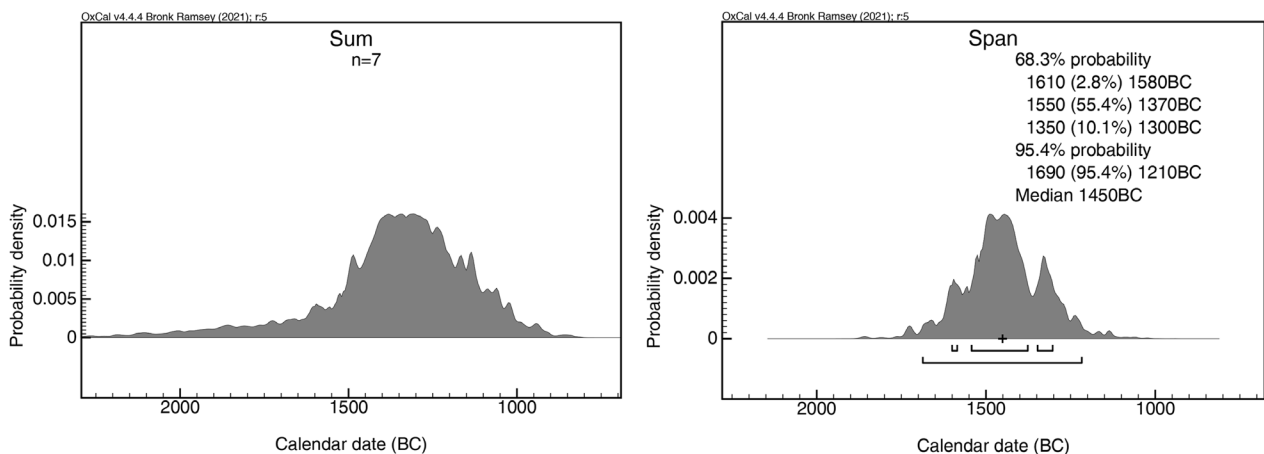 OxCal v4.4.4 Bronk Ramsey (2021); r:5
Sum
n=7
Probability density
0.015
0.010
0.005
0
2000
1500
1000
Calendar date (BC)
OxCal v4.4.4 Bronk Ramsey (2021); r:5
Span
68.3% probability
1610 (2.8%) 1580BC
1550 (55.4%) 1370BC
1350 (10.1%) 1300BC
95.4% probability
1690 (95.4%) 1210BC
Median 1450BC
Probability density
0.004
0.002
0
2000
1500
1000
Calendar date (BC)